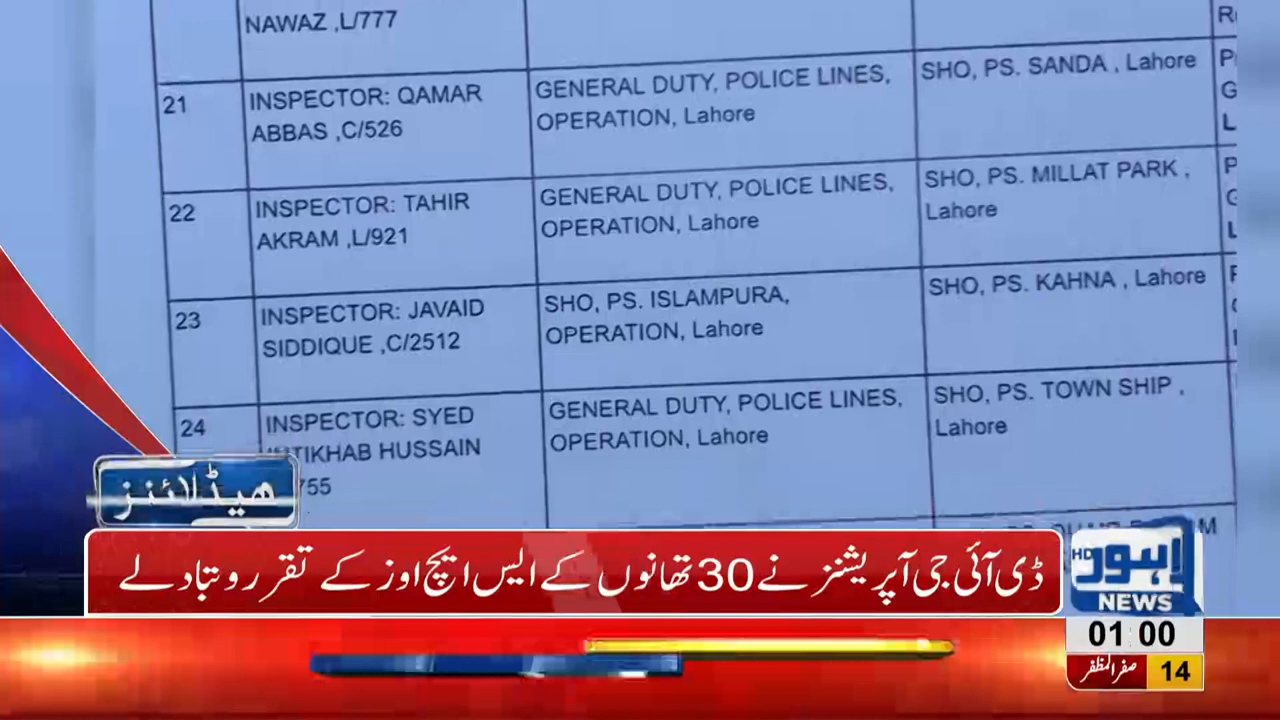 NAWAZ ,L/777
21
INSPECTOR: QAMAR
ABBAS ,C/526
GENERAL DUTY, POLICE LINES,
OPERATION, Lahore
SHO, PS. SANDA , Lahore
22
INSPECTOR: TAHIR
AKRAM ,L/921
GENERAL DUTY, POLICE LINES,
OPERATION, Lahore
SHO, PS. MILLAT PARK ,
Lahore
23
INSPECTOR: JAVAID
SIDDIQUE ,C/2512
SHO, PS. ISLAMPURA,
OPERATION, Lahore
SHO, PS. KAHNA , Lahore
24
INSPECTOR: SYED
HUSSAIN
GENERAL DUTY, POLICE LINES,
OPERATION, Lahore
SHO, PS. TOWN SHIP ,
Lahore
ہیڈلائنز
ڈی آئی جی آپریشنز نے 30 تھانوں کے ایس ایچ اوز کے تقررو تبادلے
لاہور HD
NEWS
01 00
14 صفر المظفر